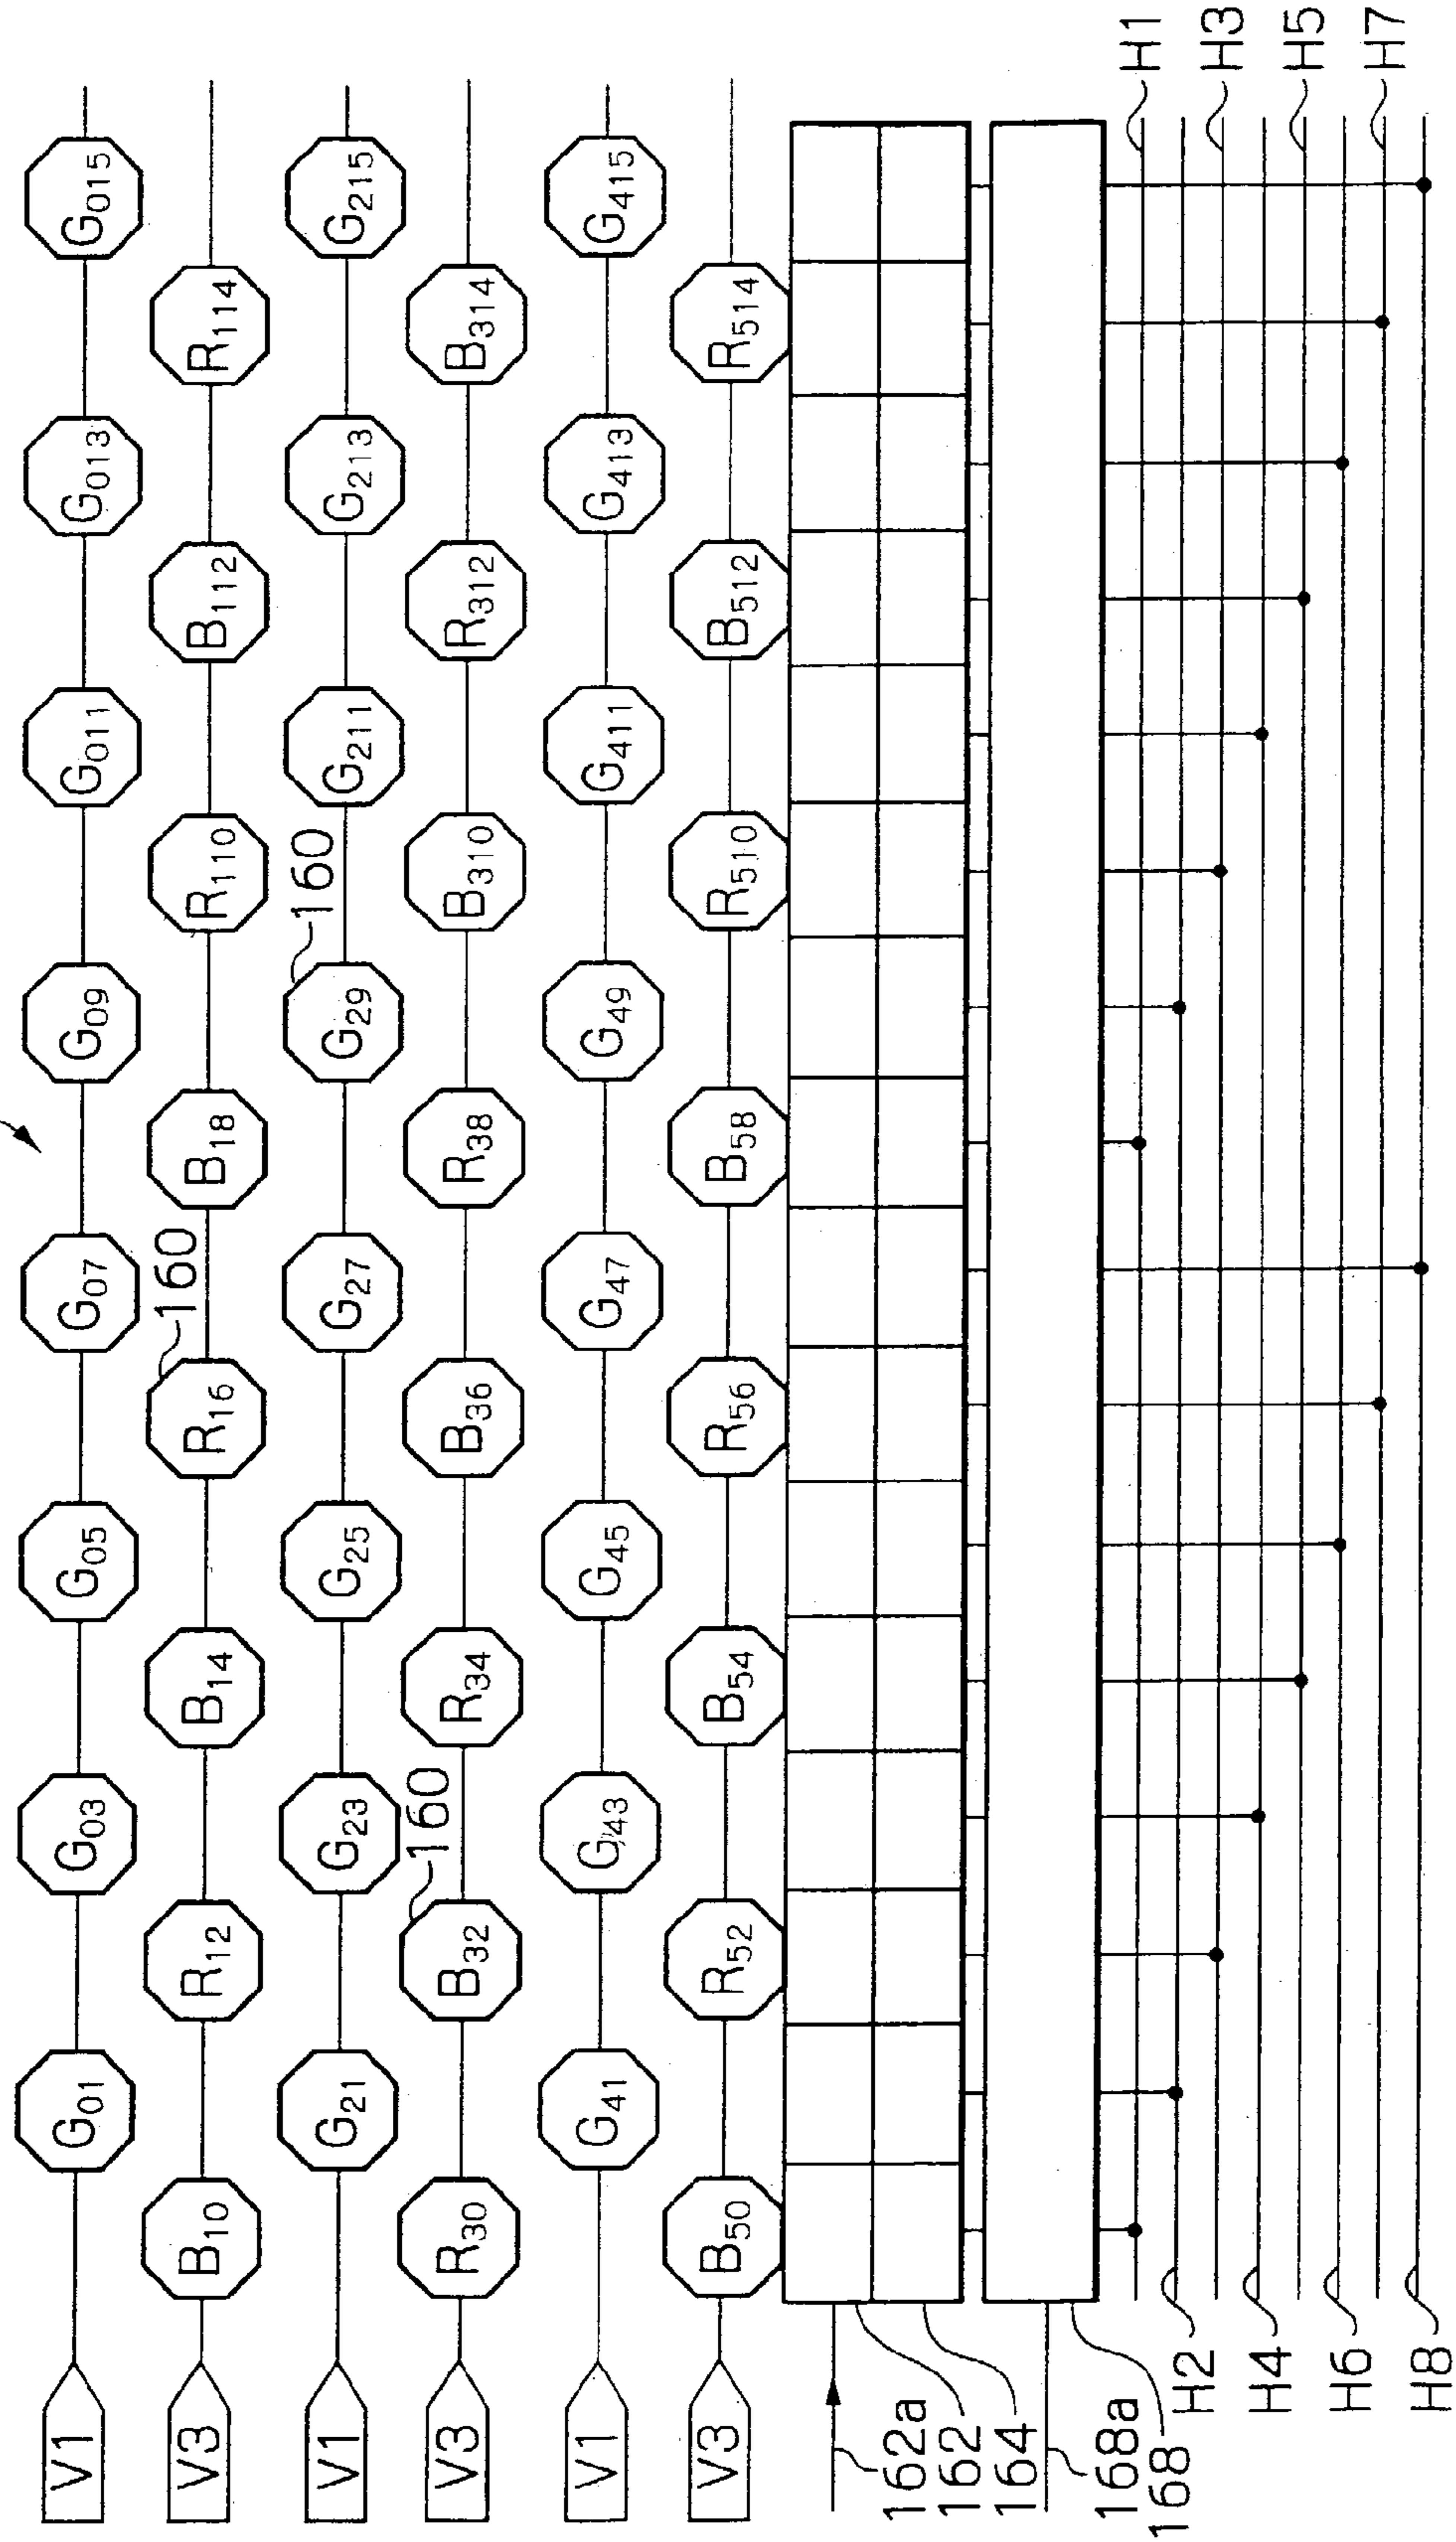 V1 G01 G03 G05 G07 G09 G011 G013 G015
V3 B10 R12 B14 R16 B18 R110 B112 R114
160
V1 G21 G23 G25 G27 G29 G211 G213 G215
160
V3 R30 B32 R34 B36 R38 B310 R312 B314
160
V1 G41 G43 G45 G47 G49 G411 G413 G415
V3 B50 R52 B54 R56 B58 R510 B512 R514
162a
162
164
168a
168
H1
H2
H3
H4
H5
H6
H7
H8